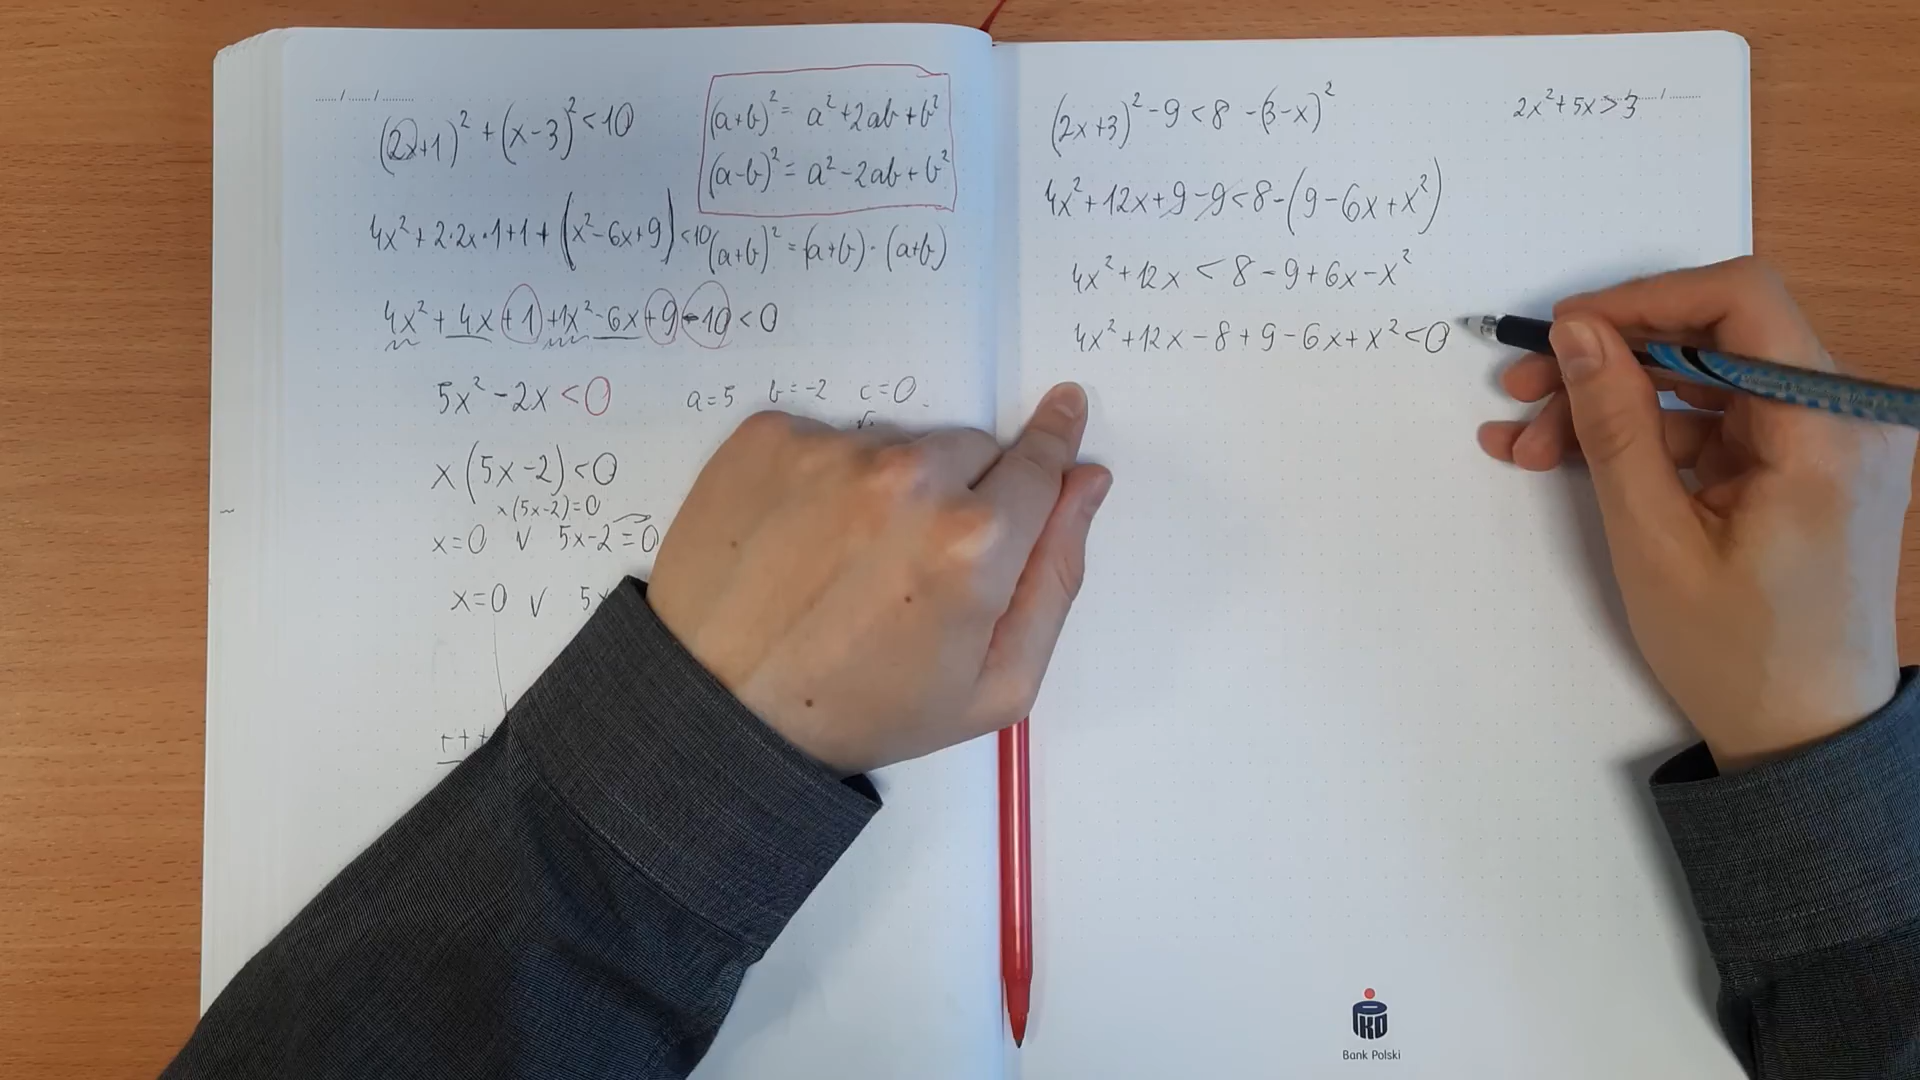 (2x+1)² + (x-3)² < 10
4x² + 2·2x·1+1 + (x²-6x+9) < 10
4x² + 4x +1 +1x² -6x +9 -10 < 0
5x² - 2x < 0 a=5 b=-2 c=0
x(5x-2) < 0
x(5x-2)=0
x=0 v 5x-2=0
x=0 v 5x
+++
(a+b)² = a²+2ab+b²
(a-b)² = a²-2ab+b²
(a+b)² = (a+b)·(a+b)
(2x+3)² -9 < 8 -(3-x)²
4x²+12x+9-9 < 8-(9-6x+x²)
4x²+12x < 8-9+6x-x²
4x²+12x-8+9-6x+x² < 0
2x²+5x>3
PKO
Bank Polski